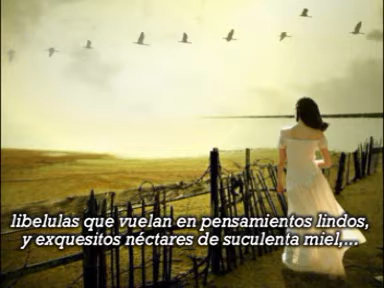 libelulas que vuelan en pensamientos lindos,
y exquesitos néctares de suculenta miel,...